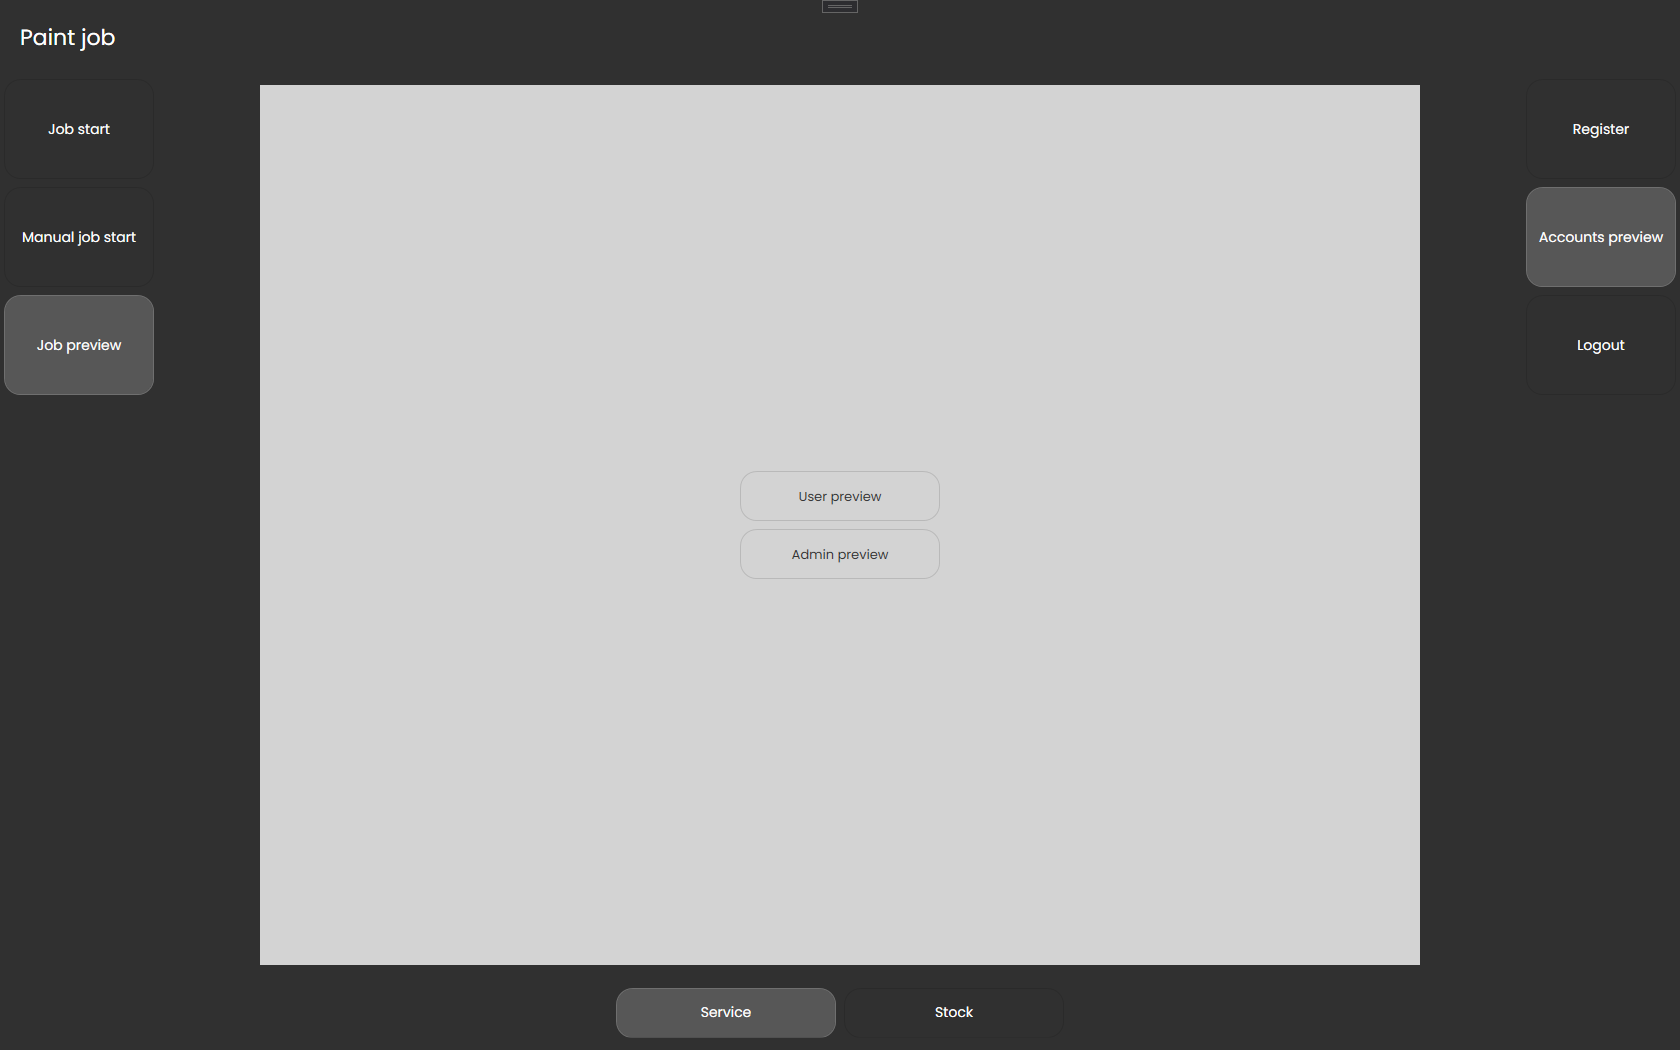 Paint job
Job start
Manual job start
Job preview
Register
Accounts preview
Logout
User preview
Admin preview
Service
Stock